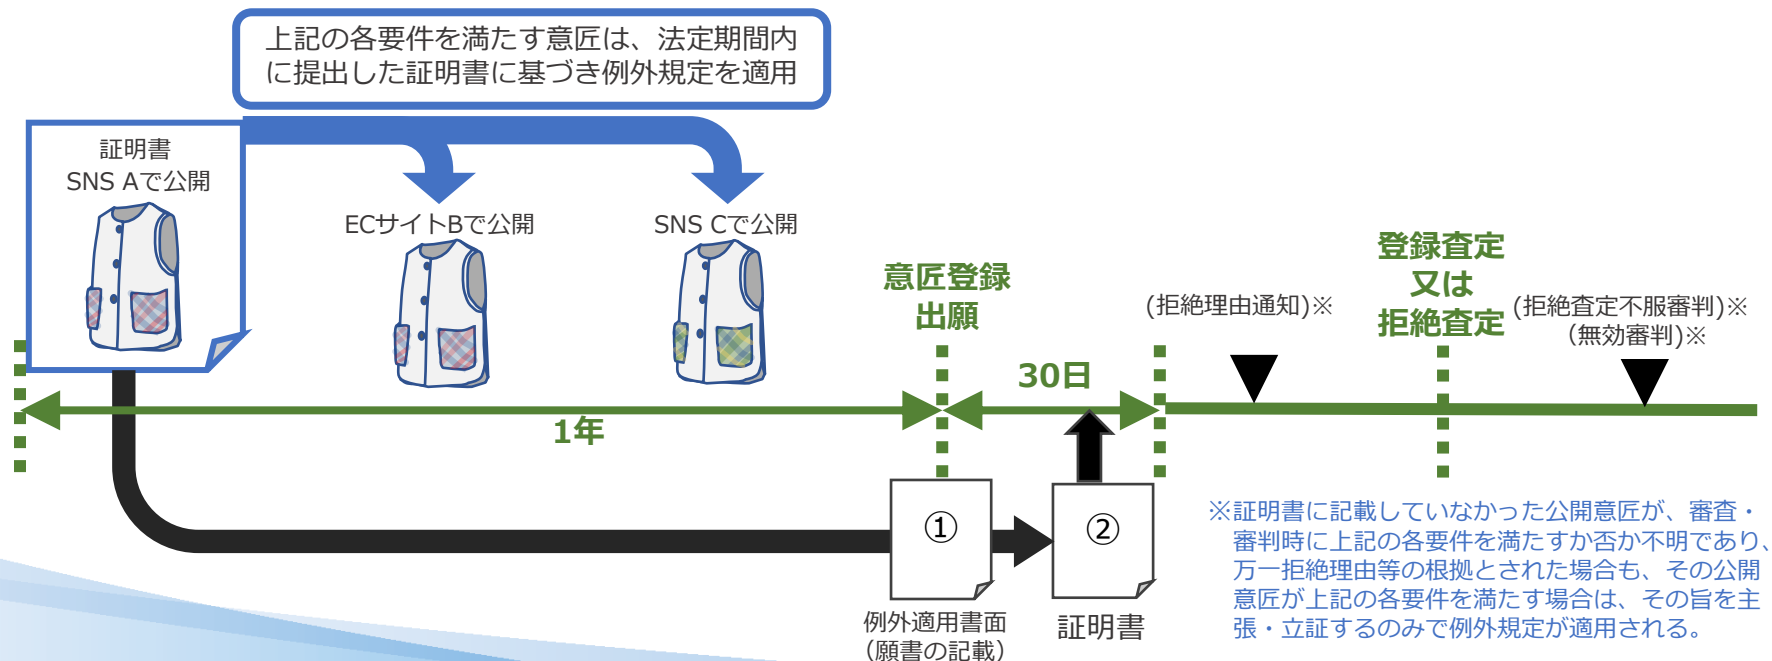 上記の各要件を満たす意匠は、法定期間内
に提出した証明書に基づき例外規定を適用
証明書
SNS Aで公開
ECサイトBで公開
SNS Cで公開
意匠登録
出願
(拒絶理由通知)※
登録査定
又は
拒絶査定
(拒絶査定不服審判)※
(無効審判)※
1年
30日
①
②
例外適用書面
(願書の記載)
証明書
※証明書に記載していなかった公開意匠が、審査・
審判時に上記の各要件を満たすか否か不明であり、
万一拒絶理由等の根拠とされた場合も、その公開
意匠が上記の各要件を満たす場合は、その旨を主
張・立証するのみで例外規定が適用される。